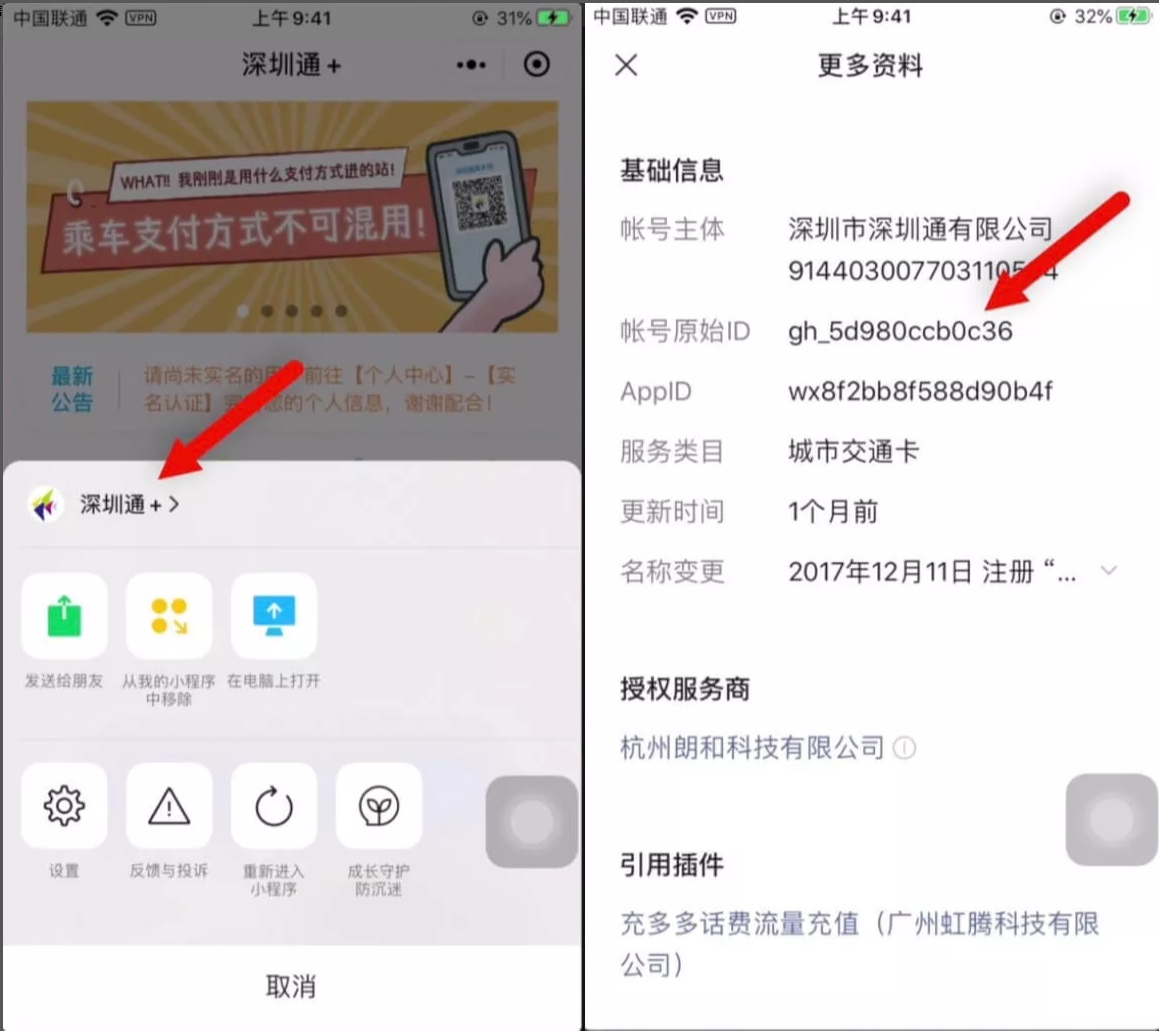 中国联通 VPN 上午9:41 31%
深圳通+
WHAT!! 我刚刚是用什么支付方式进的站!
乘车支付方式不可混用!
最新
公告
请尚未实名的用 前往【个人中心】-【实
名认证】完 您的个人信息，谢谢配合!
深圳通+
发送给朋友
从我的小程序
中移除
在电脑上打开
设置
反馈与投诉
重新进入
小程序
成长守护
防沉迷
取消
中国联通 VPN 上午9:41 32%
更多资料
基础信息
帐号主体 深圳市深圳通有限公司
914403007703110 4
帐号原始ID gh_5d980ccb0c36
AppID wx8f2bb8f588d90b4f
服务类目 城市交通卡
更新时间 1个月前
名称变更 2017年12月11日 注册 “...
授权服务商
杭州朗和科技有限公司
引用插件
充多多话费流量充值（广州虹腾科技有限
公司）